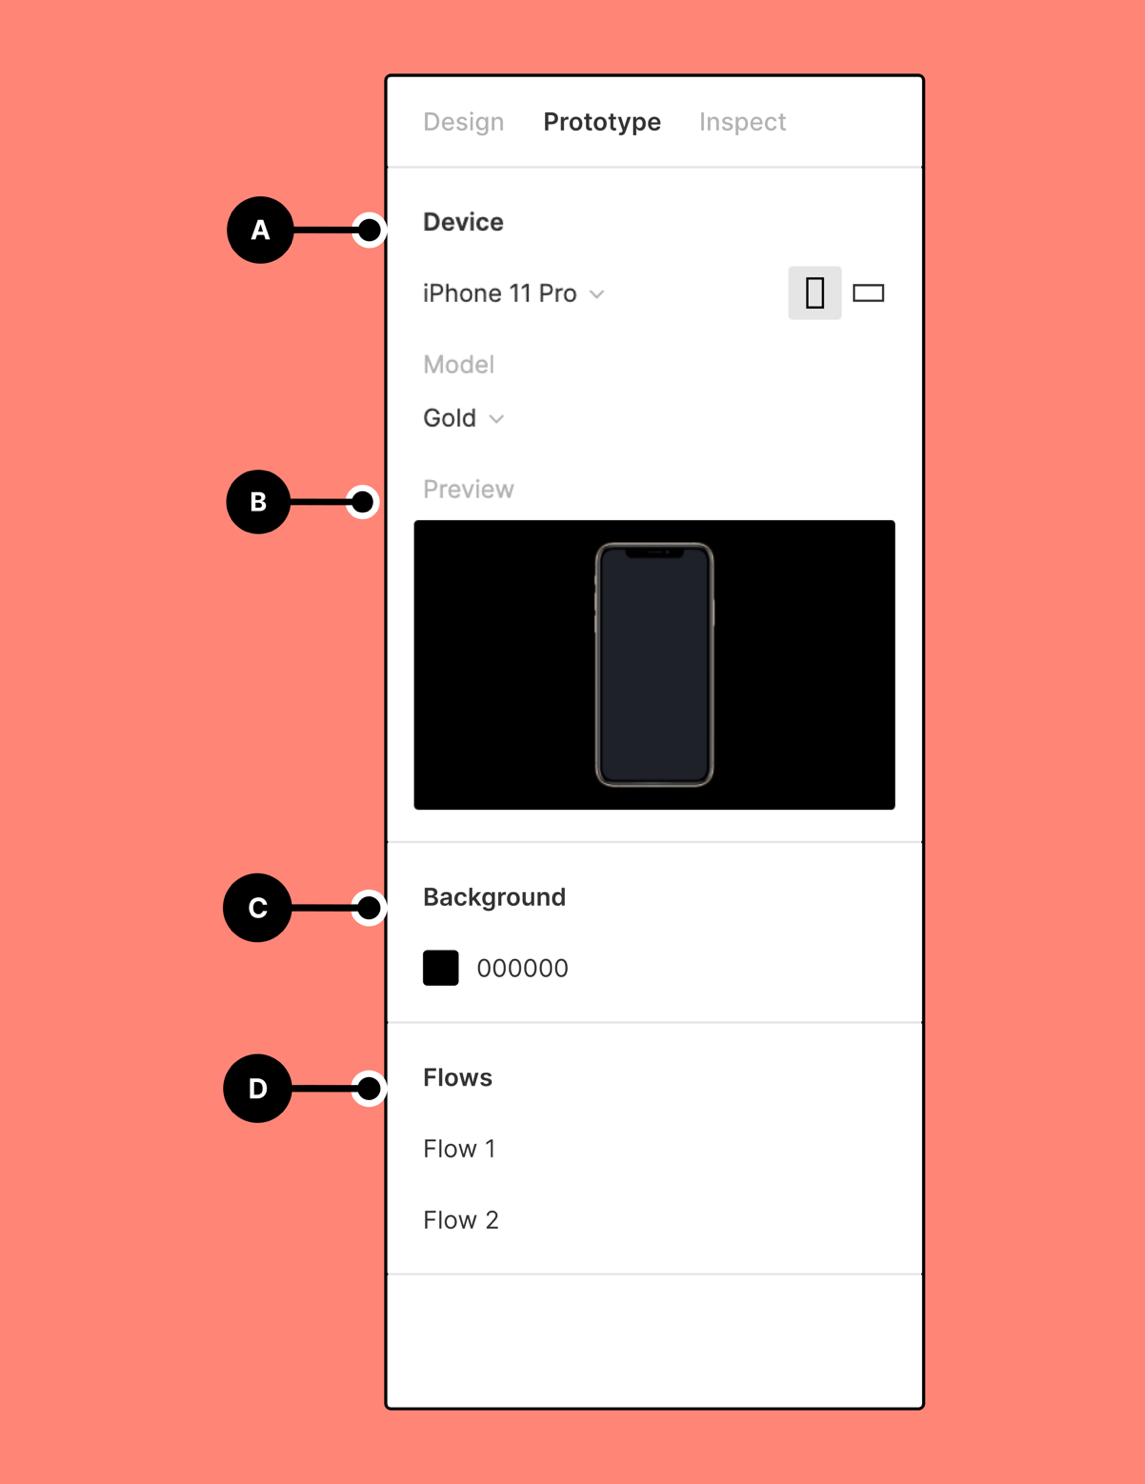 Design Prototype Inspect
A
Device
iPhone 11 Pro
Model
Gold
B
Preview
C
Background
000000
D
Flows
Flow 1
Flow 2